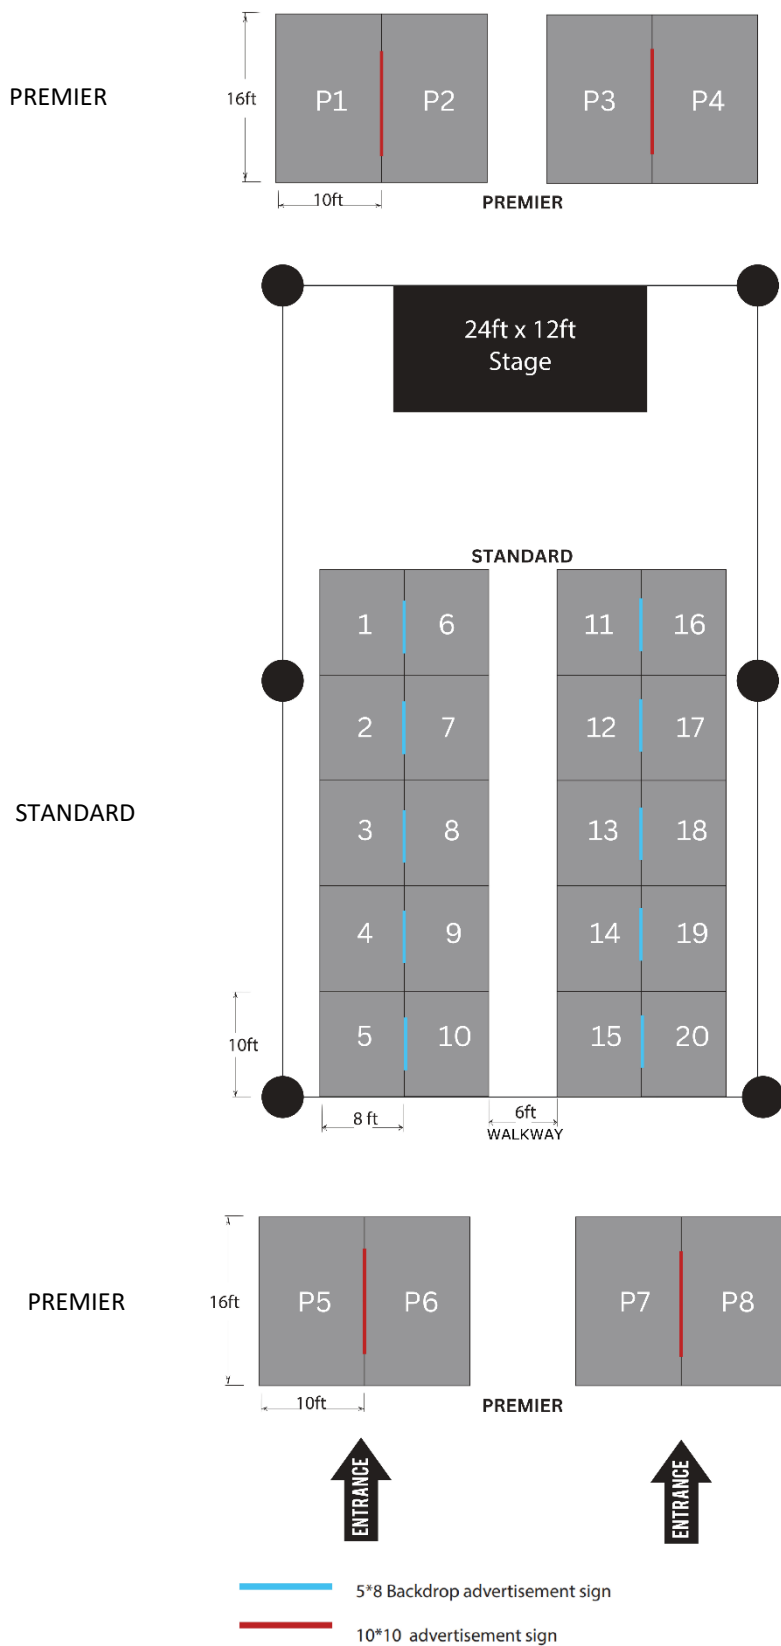 PREMIER
16ft
P1 P2 P3 P4
10ft
PREMIER
24ft x 12ft
Stage
STANDARD
1 6 11 16
2 7 12 17
STANDARD
3 8 13 18
4 9 14 19
5 10 15 20
10ft
8 ft
6ft
WALKWAY
PREMIER
16ft
P5 P6 P7 P8
10ft
PREMIER
ENTRANCE
ENTRANCE
5*8 Backdrop advertisement sign
10*10 advertisement sign